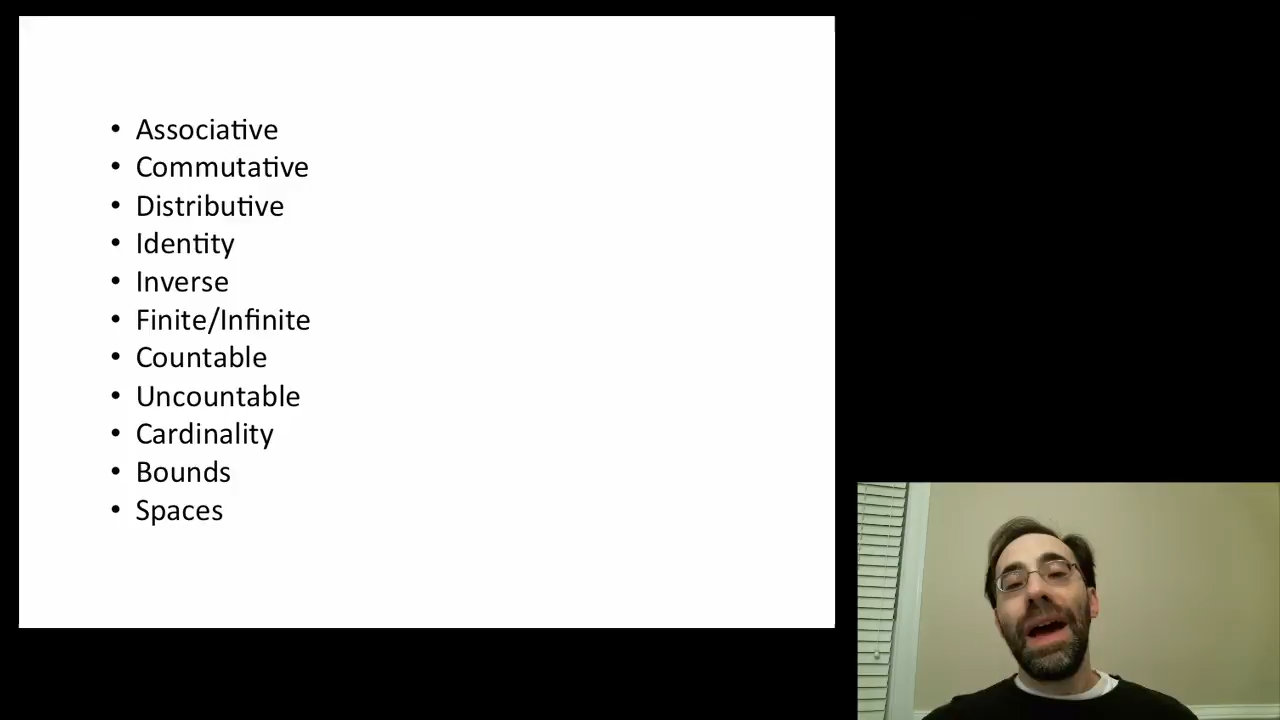 • Associative
• Commutative
• Distributive
• Identity
• Inverse
• Finite/Infinite
• Countable
• Uncountable
• Cardinality
• Bounds
• Spaces